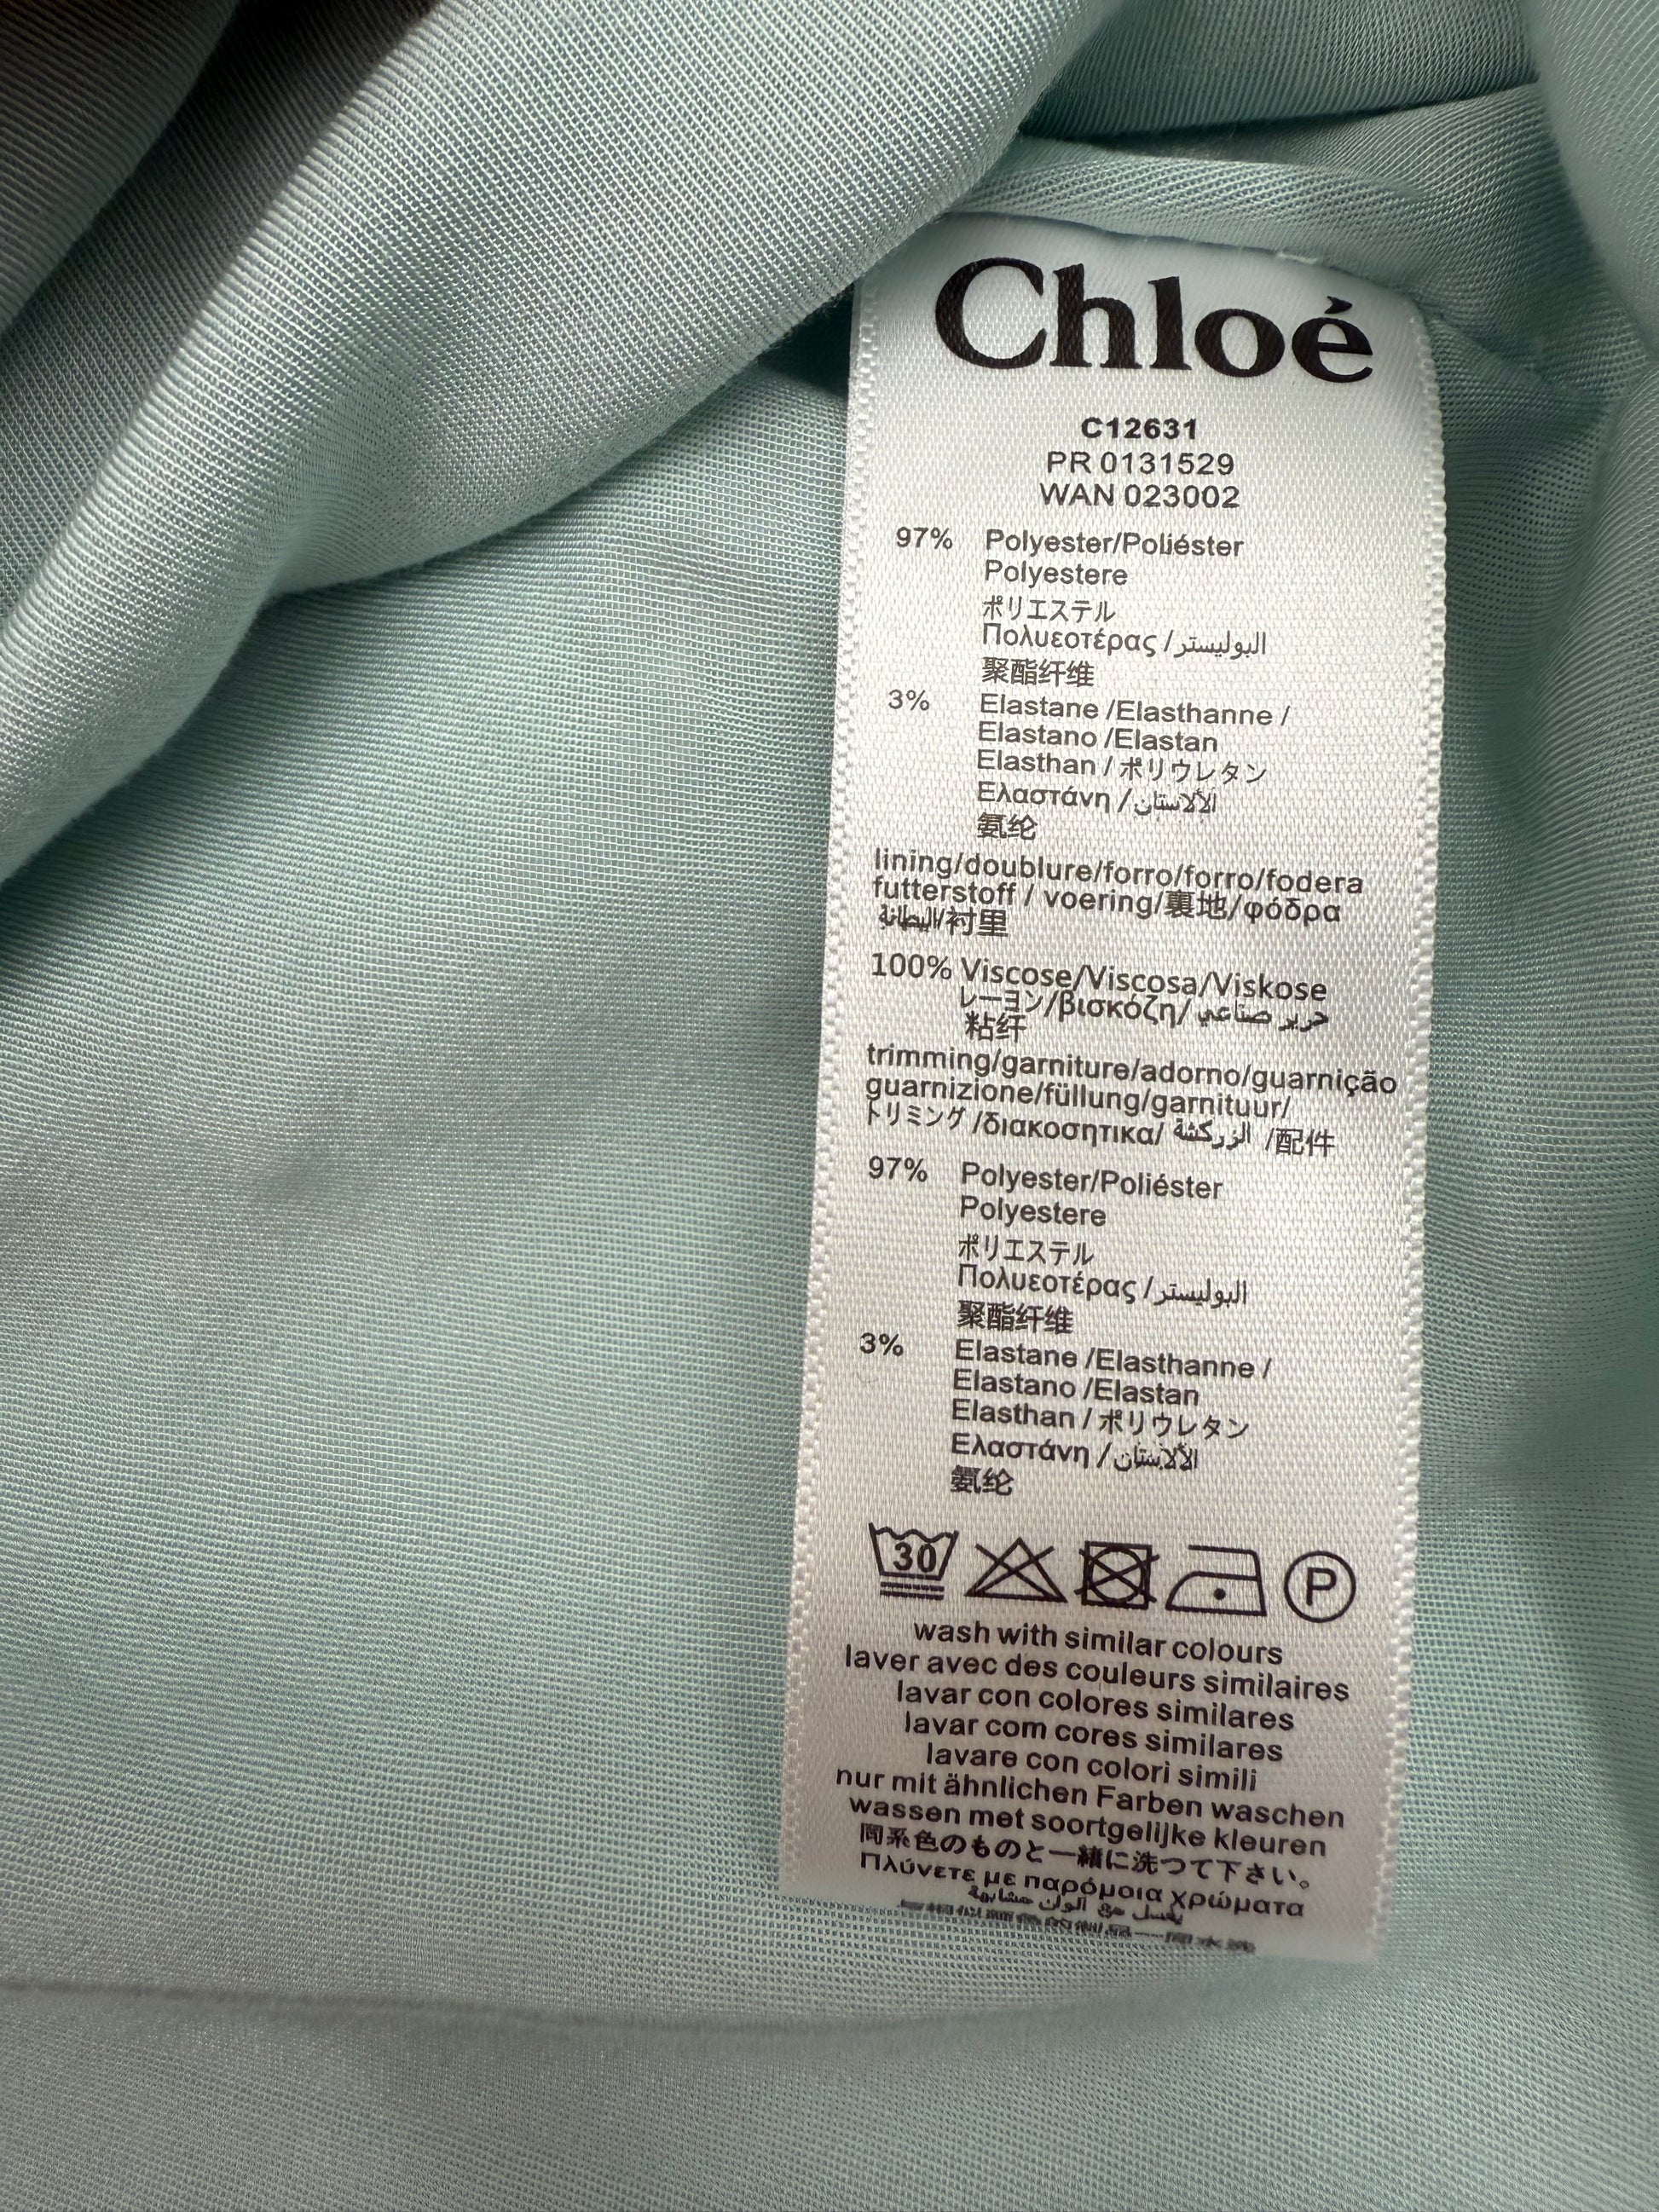 Chloé
C12631
PR 0131529
WAN 023002
97% Polyester/Poliéster
Polyestere
ポリエステル
Πολυεοτέρας /البوليستر
聚酯纤维
3% Elastane /Elasthanne /
Elastano /Elastan
Elasthan / ポリウレタン
Ελαστάνη /الألاستان
氨纶
lining/doublure/forro/forro/fodera
futterstoff / voering/裏地/φόδρα
البطانة/衬里
100% Viscose/Viscosa/Viskose
レーヨン/βισκόζη/ حرير صناعي
粘纤
trimming/garniture/adorno/guarnição
guarnizione/füllung/garnituur/
トリミング /διακοσητικα/ الزركشة /配件
97% Polyester/Poliéster
Polyestere
ポリエステル
Πολυεοτέρας /البوليستر
聚酯纤维
3% Elastane /Elasthanne /
Elastano /Elastan
Elasthan / ポリウレタン
Ελαστάνη /الألاستان
氨纶
30
P
wash with similar colours
laver avec des couleurs similaires
lavar con colores similares
lavar com cores similares
lavare con colori simili
nur mit ähnlichen Farben waschen
wassen met soortgelijke kleuren
同系色のものと一緒に洗つて下さい。
Πλύνετε με παρόμοια χρώματα
يغسل مع ألوان مشابهة